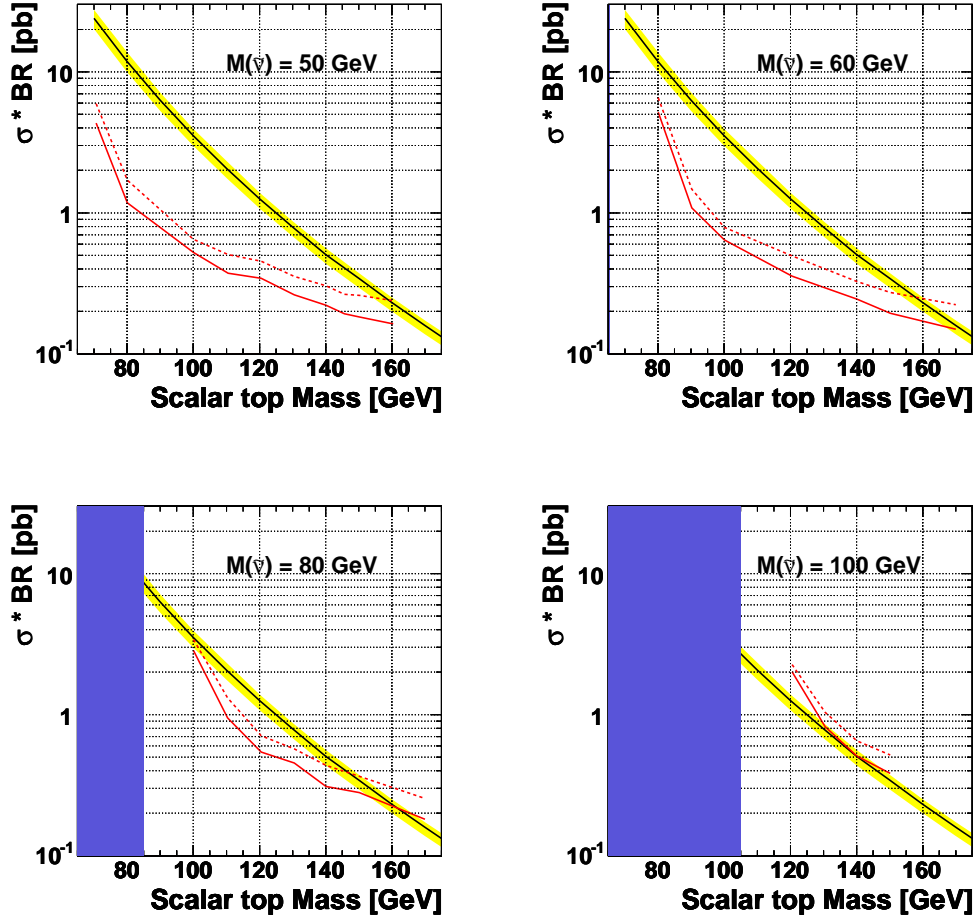 σ * BR [pb]
M(ν̃) = 50 GeV
10
1
10⁻¹
80 100 120 140 160
Scalar top Mass [GeV]
σ * BR [pb]
M(ν̃) = 60 GeV
10
1
10⁻¹
80 100 120 140 160
Scalar top Mass [GeV]
σ * BR [pb]
M(ν̃) = 80 GeV
10
1
10⁻¹
80 100 120 140 160
Scalar top Mass [GeV]
σ * BR [pb]
M(ν̃) = 100 GeV
10
1
10⁻¹
80 100 120 140 160
Scalar top Mass [GeV]